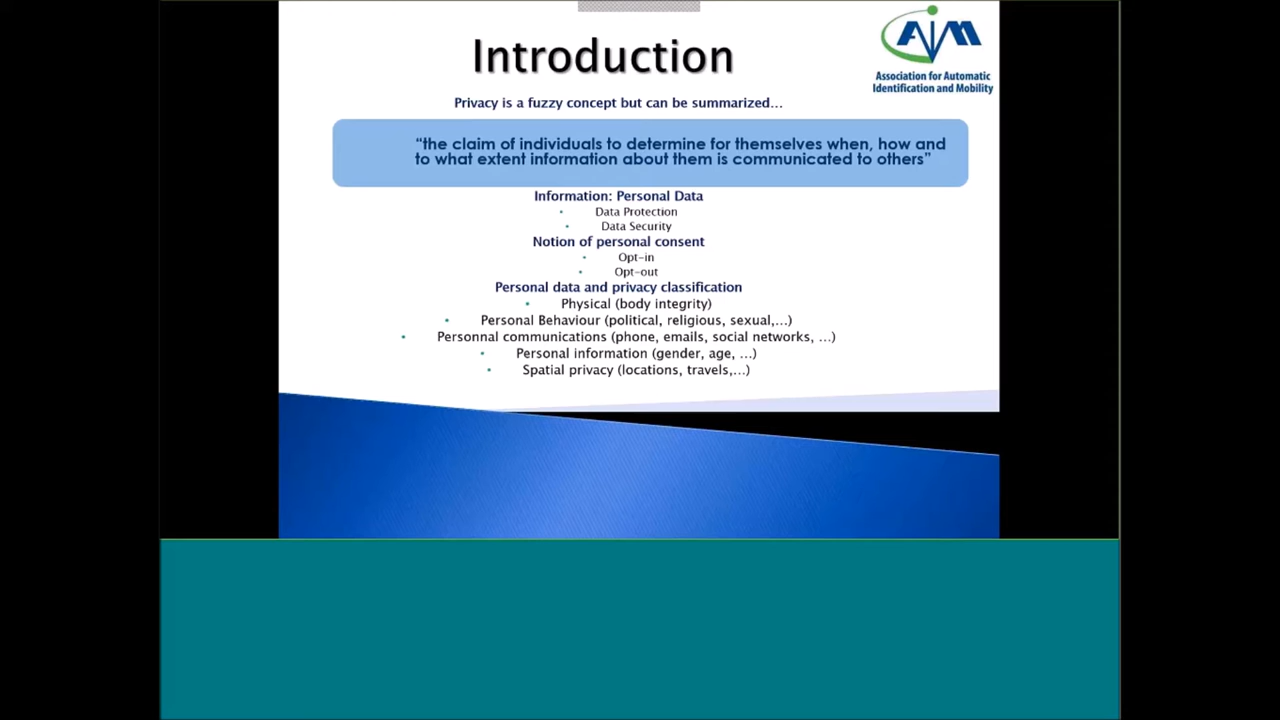 Introduction
AIM
Association for Automatic
Identification and Mobility
Privacy is a fuzzy concept but can be summarized…
“the claim of individuals to determine for themselves when, how and
to what extent information about them is communicated to others”
Information: Personal Data
• Data Protection
• Data Security
Notion of personal consent
• Opt-in
• Opt-out
Personal data and privacy classification
• Physical (body integrity)
• Personal Behaviour (political, religious, sexual,…)
• Personnal communications (phone, emails, social networks, …)
• Personal information (gender, age, …)
• Spatial privacy (locations, travels,…)